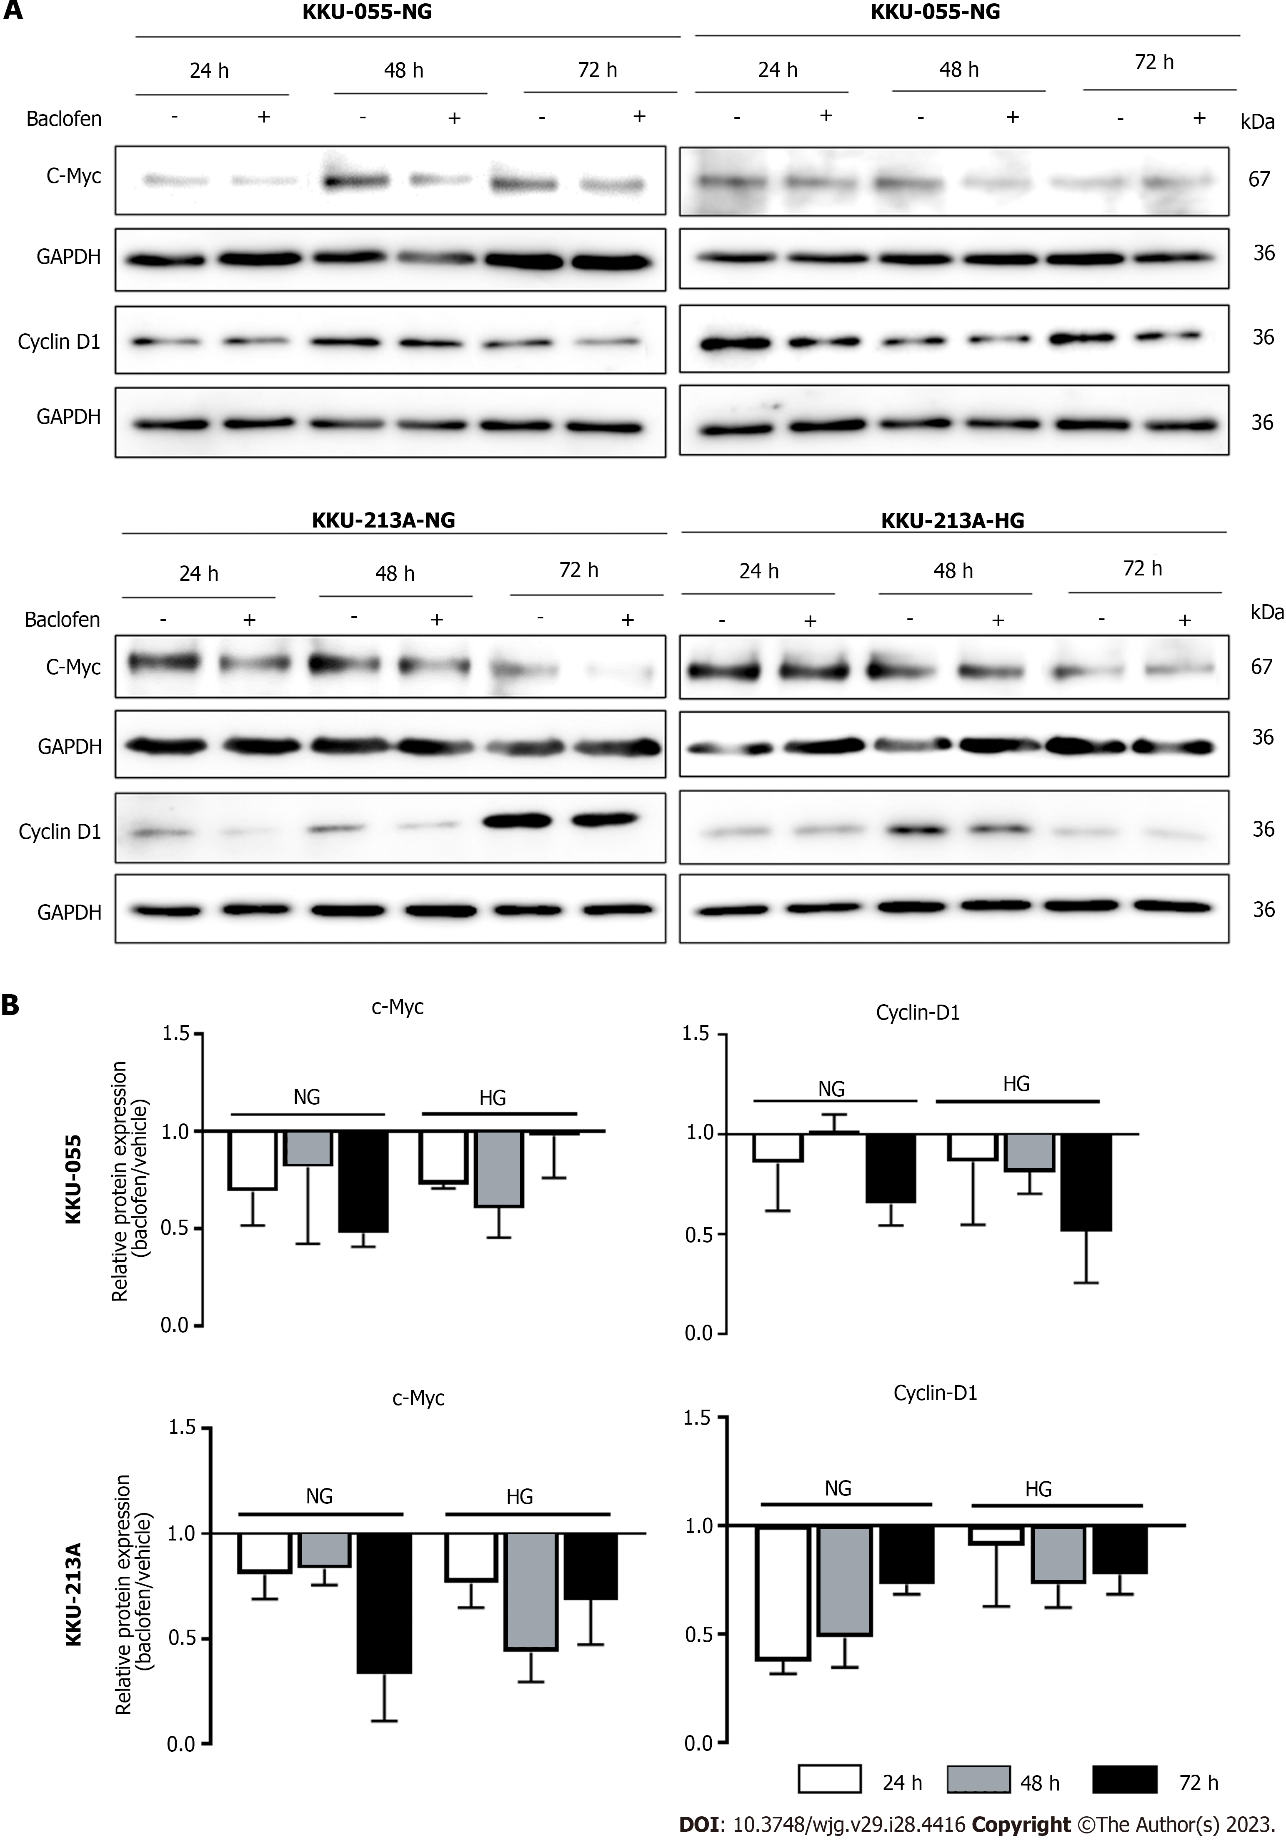 A
KKU-055-NG KKU-055-NG
24 h 48 h 72 h 24 h 48 h 72 h
Baclofen - + - + - + - + - + - + kDa
C-Myc 67
GAPDH 36
Cyclin D1 36
GAPDH 36
KKU-213A-NG KKU-213A-HG
24 h 48 h 72 h 24 h 48 h 72 h
Baclofen - + - + - + - + - + - + kDa
C-Myc 67
GAPDH 36
Cyclin D1 36
GAPDH 36
B
c-Myc Cyclin-D1
KKU-055
Relative protein expression
(baclofen/vehicle)
1.5
1.0
0.5
0.0
NG HG
1.5
1.0
0.5
0.0
NG HG
c-Myc Cyclin-D1
KKU-213A
Relative protein expression
(baclofen/vehicle)
1.5
1.0
0.5
0.0
NG HG
1.5
1.0
0.5
0.0
NG HG
24 h 48 h 72 h
DOI: 10.3748/wjg.v29.i28.4416 Copyright ©The Author(s) 2023.